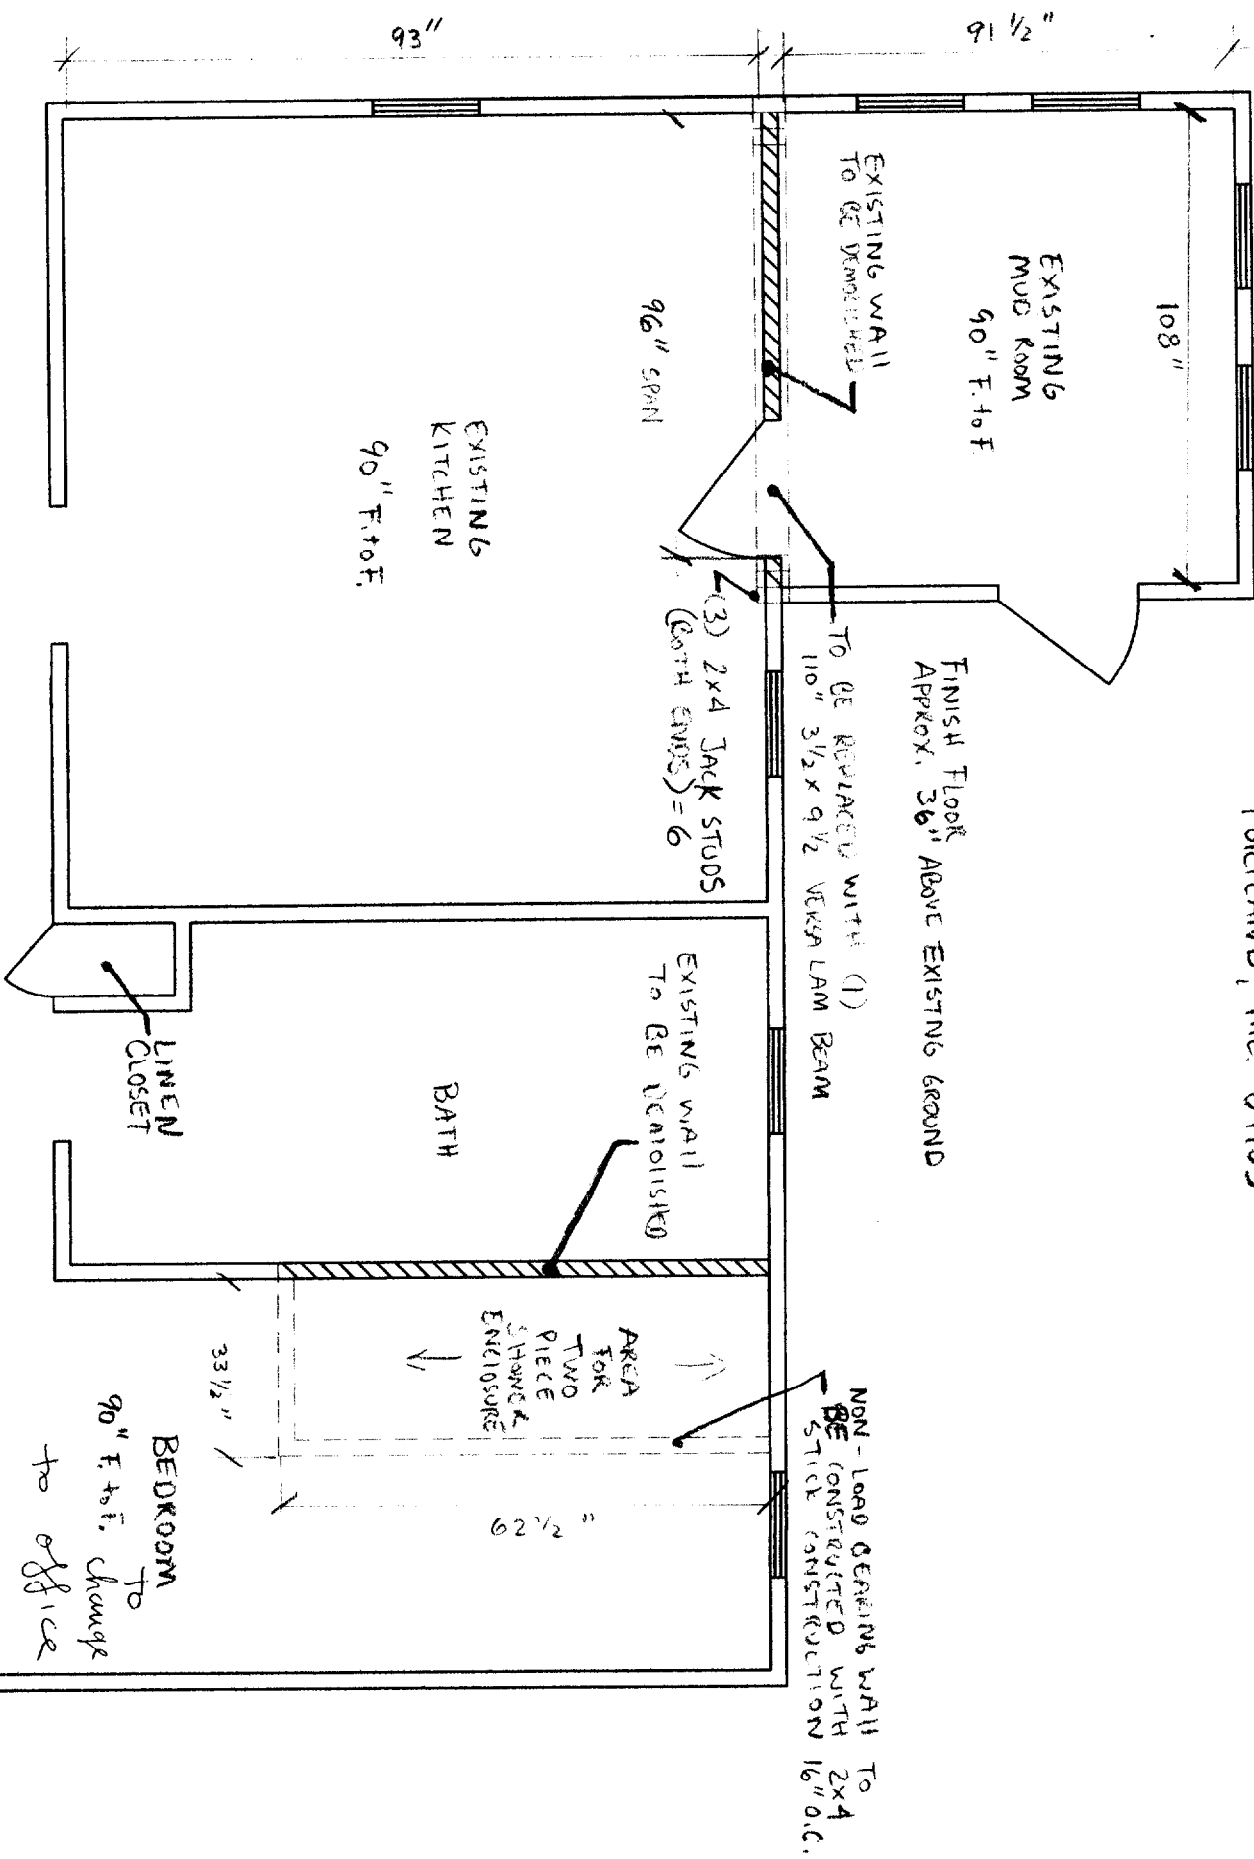 93"
91 1/2"
108"
EXISTING
MUD ROOM
90" F. to F.
EXISTING WALL
TO BE DEMOLISHED
96" SPAN
EXISTING
KITCHEN
90" F. to F.
(3) 2x4 JACK STUDS
(BOTH ENDS) = 6
TO BE REPLACED WITH (1)
110" 3 1/2 x 9 1/2 VERSA LAM BEAM
FINISH FLOOR
APPROX. 36" ABOVE EXISTNG GROUND
LINEN
CLOSET
BATH
EXISTING WALL
TO BE DEMOLISHED
AREA
FOR
TWO
PIECE
SHOWER
ENCLOSURE
33 1/2"
62 1/2"
NON-LOAD BEARING WALL TO
BE CONSTRUCTED WITH 2x4
STICK CONSTRUCTION 16" O.C.
BEDROOM
90" F. to F.
To
change
to office